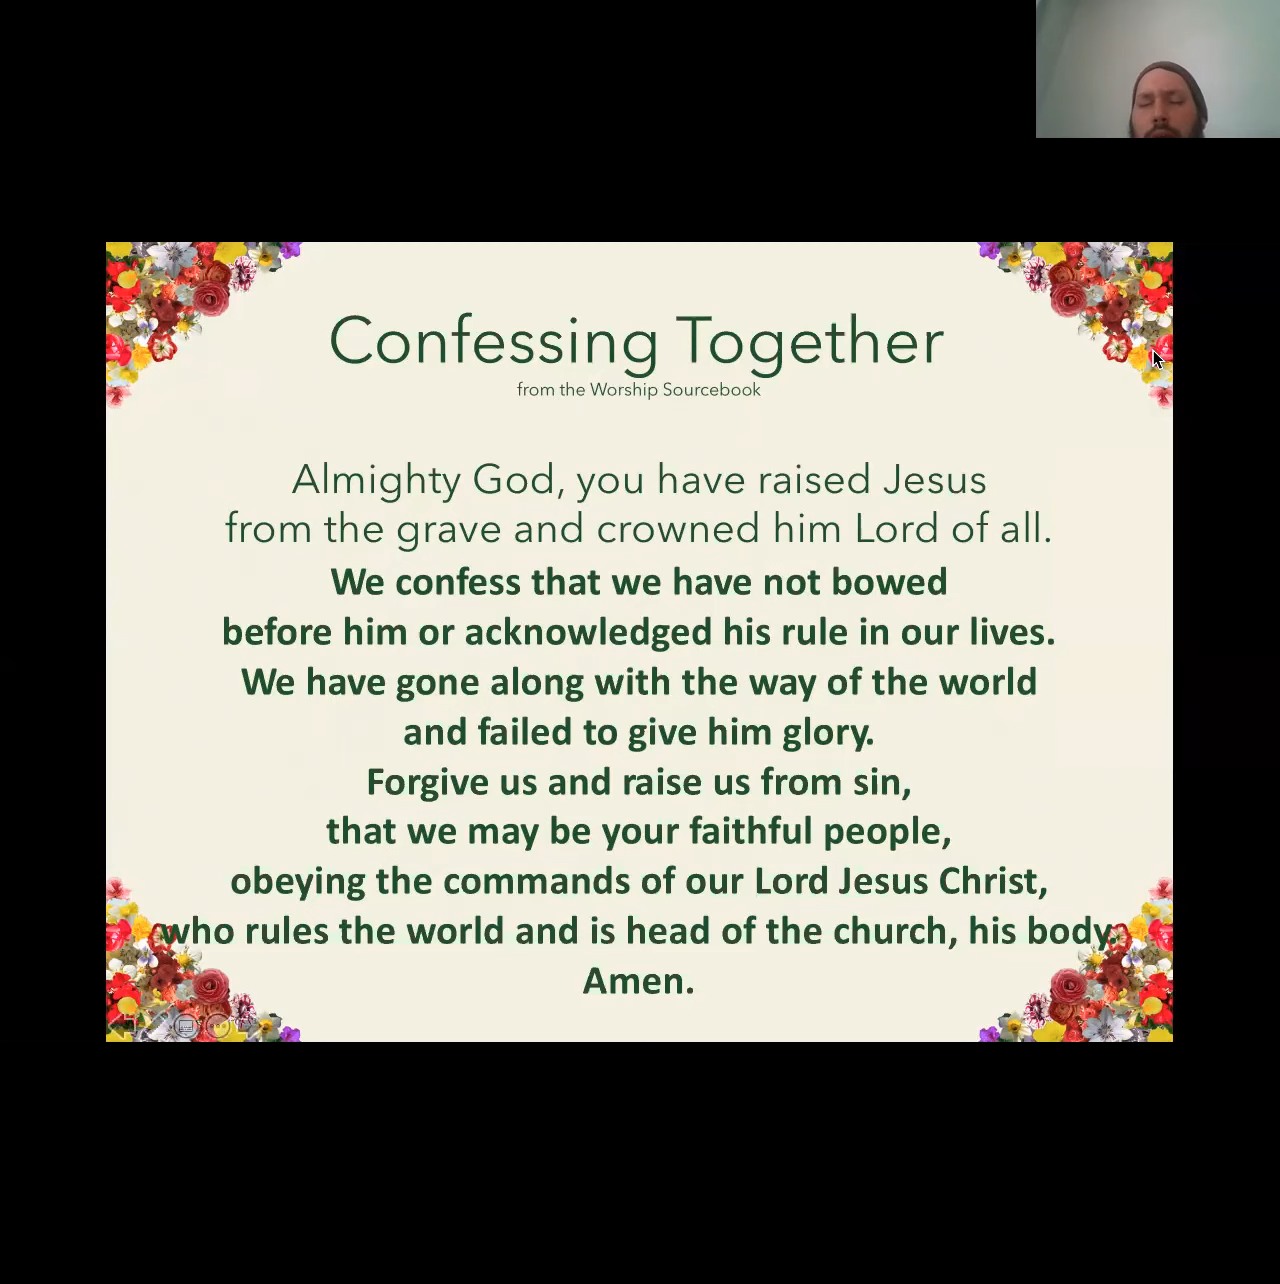 Confessing Together
from the Worship Sourcebook
Almighty God, you have raised Jesus
from the grave and crowned him Lord of all.
We confess that we have not bowed
before him or acknowledged his rule in our lives.
We have gone along with the way of the world
and failed to give him glory.
Forgive us and raise us from sin,
that we may be your faithful people,
obeying the commands of our Lord Jesus Christ,
who rules the world and is head of the church, his body.
Amen.